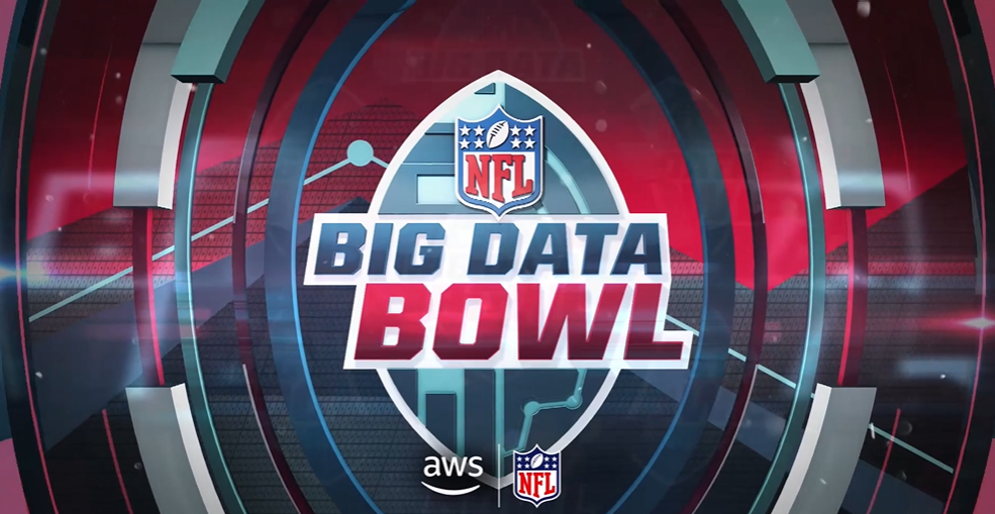 NFL
BIG DATA
BOWL
aws
NFL